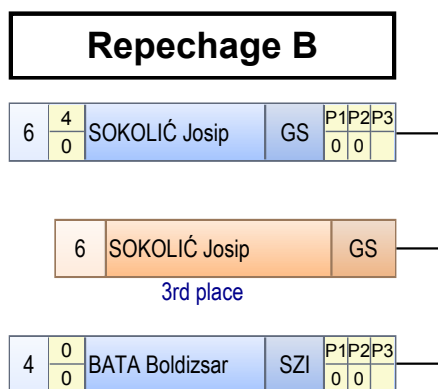 Repechage B
6 4 0 SOKOLIĆ Josip GS P1 P2 P3 0 0
6 SOKOLIĆ Josip GS
3rd place
4 0 0 BATA Boldizsar SZI P1 P2 P3 0 0